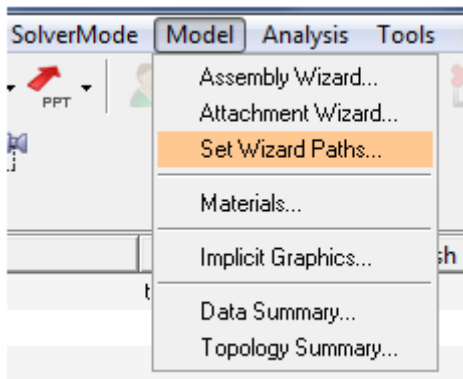 SolverMode Model Analysis Tools
PPT
Assembly Wizard...
Attachment Wizard...
Set Wizard Paths...
Materials...
Implicit Graphics...
sh
t
Data Summary...
Topology Summary...